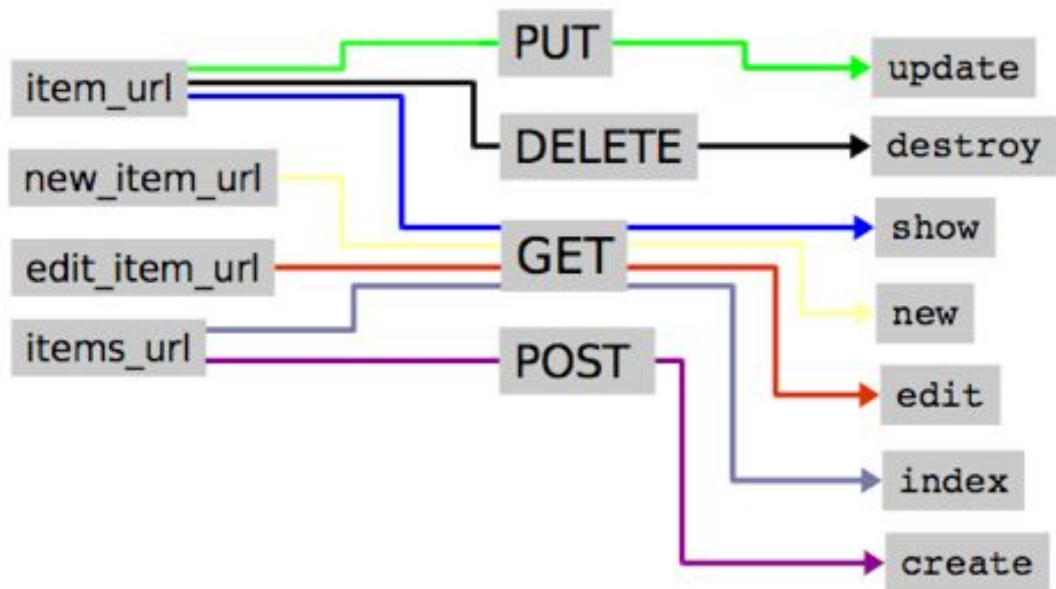 item_url
new_item_url
edit_item_url
items_url
PUT
DELETE
GET
POST
update
destroy
show
new
edit
index
create